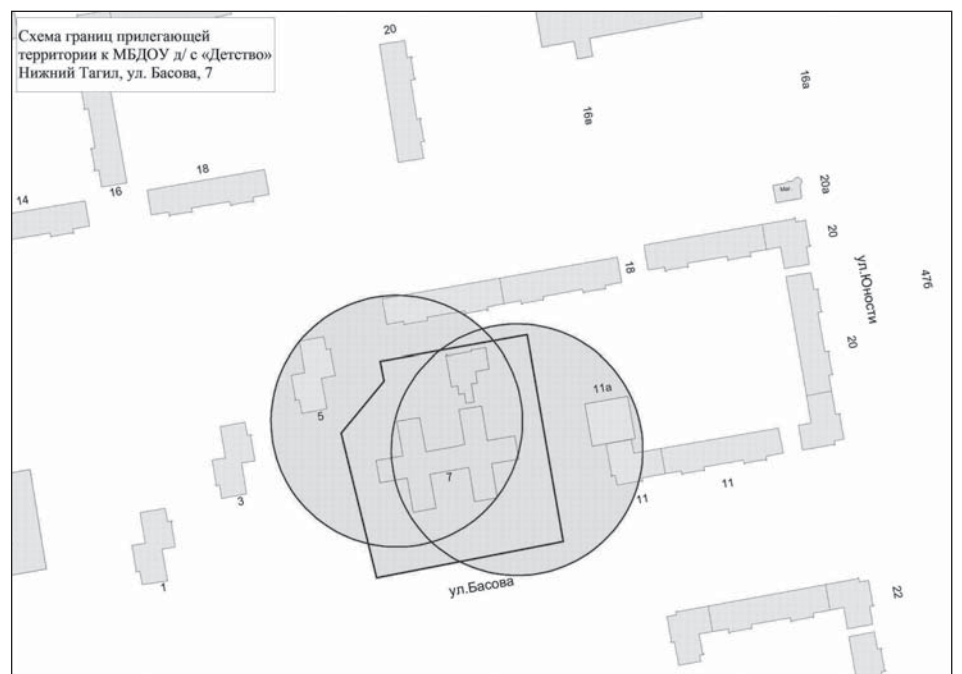 Схема границ прилегающей
территории к МБДОУ д/ с «Детство»
Нижний Тагил, ул. Басова, 7
20
16в
16а
18
14
16
20а
Маг.
20
18
ул.Юности
47б
20
11а
5
7
3
11
11
1
ул.Басова
22